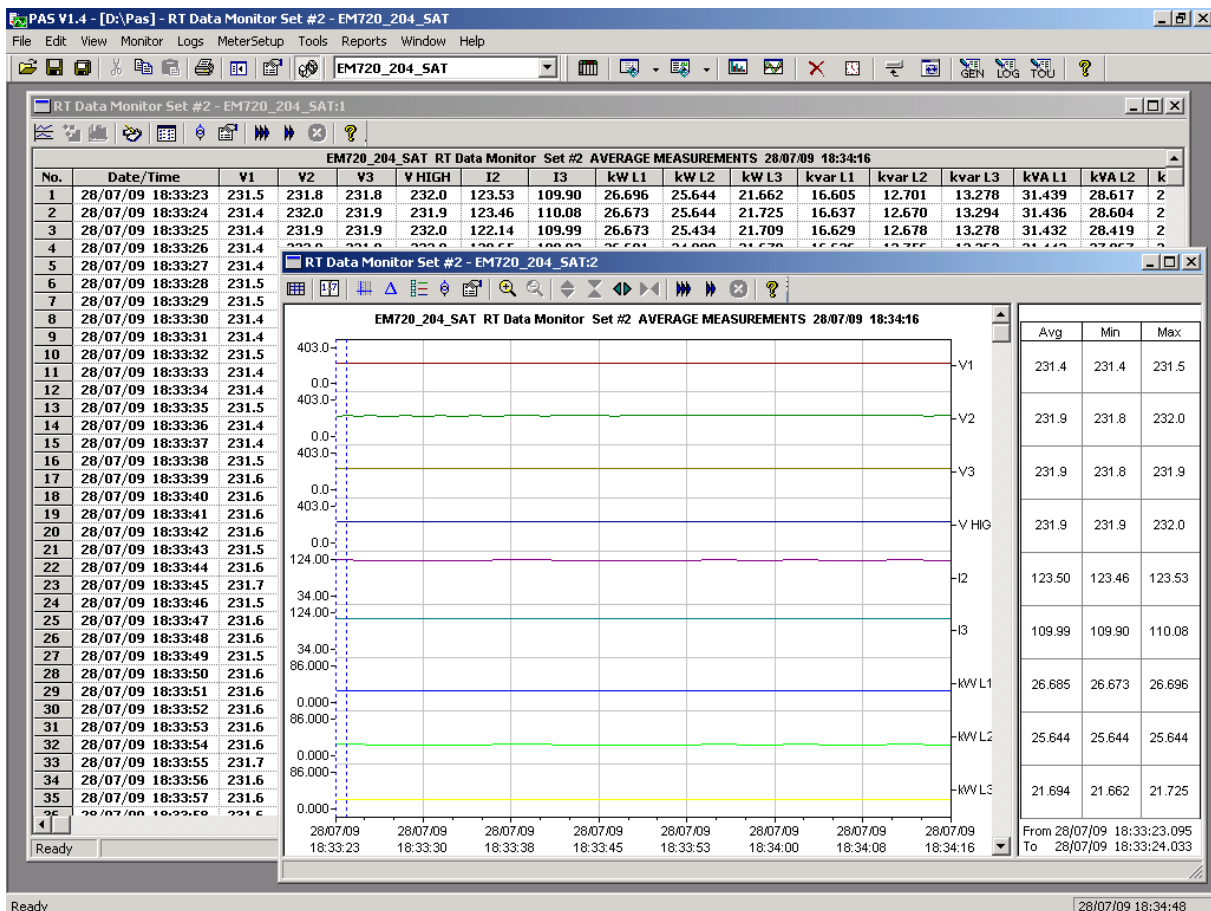 PAS V1.4 - [D:\Pas] - RT Data Monitor Set #2 - EM720_204_SAT
File Edit View Monitor Logs MeterSetup Tools Reports Window Help
EM720_204_SAT
GEN LOG TOU
RT Data Monitor Set #2 - EM720_204_SAT:1
EM720_204_SAT RT Data Monitor Set #2 AVERAGE MEASUREMENTS 28/07/09 18:34:16
No. Date/Time V1 V2 V3 V HIGH I2 I3 kW L1 kW L2 kW L3 kvar L1 kvar L2 kvar L3 kVA L1 kVA L2 k
1 28/07/09 18:33:23 231.5 231.8 231.8 232.0 123.53 109.90 26.696 25.644 21.662 16.605 12.701 13.278 31.439 28.617 2
2 28/07/09 18:33:24 231.4 232.0 231.9 231.9 123.46 110.08 26.673 25.644 21.725 16.637 12.670 13.294 31.436 28.604 2
3 28/07/09 18:33:25 231.4 231.9 231.9 232.0 122.14 109.99 26.673 25.434 21.709 16.629 12.678 13.278 31.432 28.419 2
4 28/07/09 18:33:26 231.4
5 28/07/09 18:33:27 231.4
6 28/07/09 18:33:28 231.5
7 28/07/09 18:33:29 231.5
8 28/07/09 18:33:30 231.4
9 28/07/09 18:33:31 231.4
10 28/07/09 18:33:32 231.5
11 28/07/09 18:33:33 231.4
12 28/07/09 18:33:34 231.4
13 28/07/09 18:33:35 231.5
14 28/07/09 18:33:36 231.4
15 28/07/09 18:33:37 231.4
16 28/07/09 18:33:38 231.5
17 28/07/09 18:33:39 231.6
18 28/07/09 18:33:40 231.6
19 28/07/09 18:33:41 231.6
20 28/07/09 18:33:42 231.6
21 28/07/09 18:33:43 231.5
22 28/07/09 18:33:44 231.6
23 28/07/09 18:33:45 231.7
24 28/07/09 18:33:46 231.5
25 28/07/09 18:33:47 231.6
26 28/07/09 18:33:48 231.6
27 28/07/09 18:33:49 231.5
28 28/07/09 18:33:50 231.6
29 28/07/09 18:33:51 231.6
30 28/07/09 18:33:52 231.6
31 28/07/09 18:33:53 231.6
32 28/07/09 18:33:54 231.6
33 28/07/09 18:33:55 231.7
34 28/07/09 18:33:56 231.6
35 28/07/09 18:33:57 231.6
Ready
RT Data Monitor Set #2 - EM720_204_SAT:2
EM720_204_SAT RT Data Monitor Set #2 AVERAGE MEASUREMENTS 28/07/09 18:34:16
Avg Min Max
403.0
V1 231.4 231.4 231.5
0.0
403.0
V2 231.9 231.8 232.0
0.0
403.0
V3 231.9 231.8 231.9
0.0
403.0
V HIG 231.9 231.9 232.0
0.0
124.00
I2 123.50 123.46 123.53
34.00
124.00
I3 109.99 109.90 110.08
34.00
86.000
kW L1 26.685 26.673 26.696
0.000
86.000
kW L2 25.644 25.644 25.644
0.000
86.000
kW L3 21.694 21.662 21.725
0.000
28/07/09 28/07/09 28/07/09 28/07/09 28/07/09 28/07/09 28/07/09 28/07/09
18:33:23 18:33:30 18:33:38 18:33:45 18:33:53 18:34:00 18:34:08 18:34:16
From 28/07/09 18:33:23.095
To 28/07/09 18:33:24.033
Ready
28/07/09 18:34:48